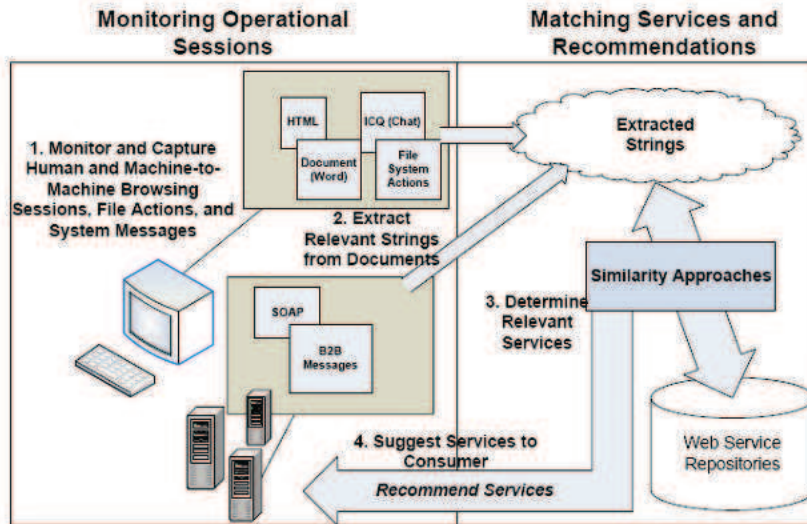 Monitoring Operational
Sessions
Matching Services and
Recommendations
1. Monitor and Capture
Human and Machine-to-
Machine Browsing
Sessions, File Actions, and
System Messages
HTML
ICQ (Chat)
Document
(Word)
File
System
Actions
Extracted
Strings
2. Extract
Relevant Strings
from Documents
SOAP
B2B
Messages
Similarity Approaches
3. Determine
Relevant
Services
4. Suggest Services to
Consumer
Recommend Services
Web Service
Repositories